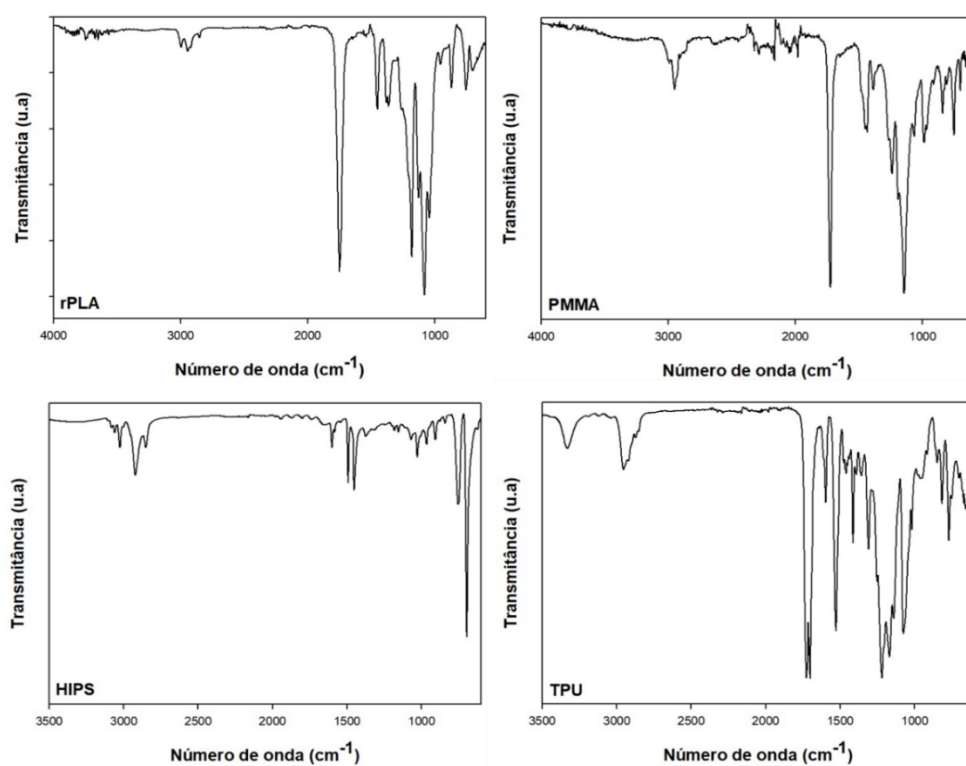 Transmitância (u.a)
rPLA
4000 3000 2000 1000
Número de onda (cm-1)
Transmitância (u.a)
PMMA
4000 3000 2000 1000
Número de onda (cm-1)
Transmitância (u.a)
HIPS
3500 3000 2500 2000 1500 1000
Número de onda (cm-1)
Transmitância (u.a)
TPU
3500 3000 2500 2000 1500 1000
Número de onda (cm-1)